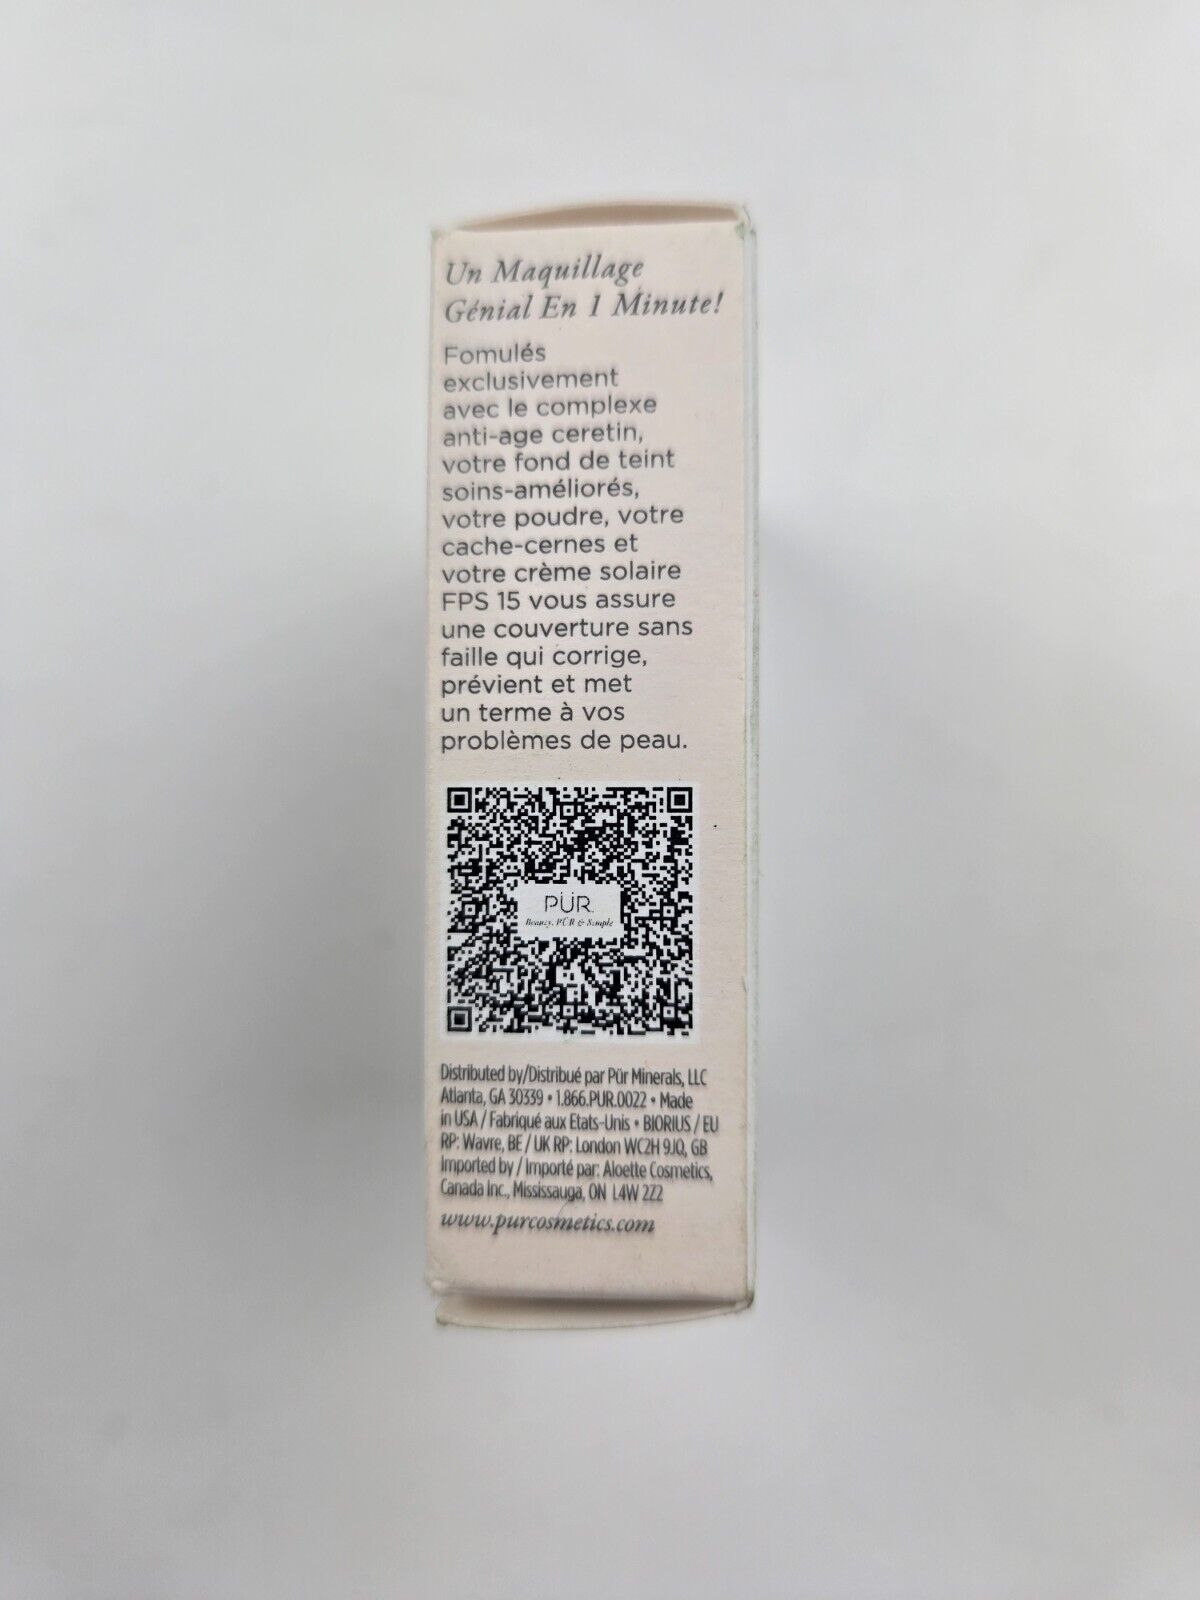 Un Maquillage
Génial En 1 Minute!
Fomulés
exclusivement
avec le complexe
anti-age ceretin,
votre fond de teint
soins-améliorés,
votre poudre, votre
cache-cernes et
votre crème solaire
FPS 15 vous assure
une couverture sans
faille qui corrige,
prévient et met
un terme à vos
problèmes de peau.
PÜR
Beauty, PÜR & Simple
Distributed by/Distribué par Pür Minerals, LLC
Atlanta, GA 30339 • 1.866.PUR.0022 • Made
in USA / Fabriqué aux Etats-Unis • BIORIUS / EU
RP: Wavre, BE / UK RP: London WC2H 9JQ, GB
Imported by / Importé par: Aloette Cosmetics,
Canada Inc., Mississauga, ON L4W 2Z2
www.purcosmetics.com